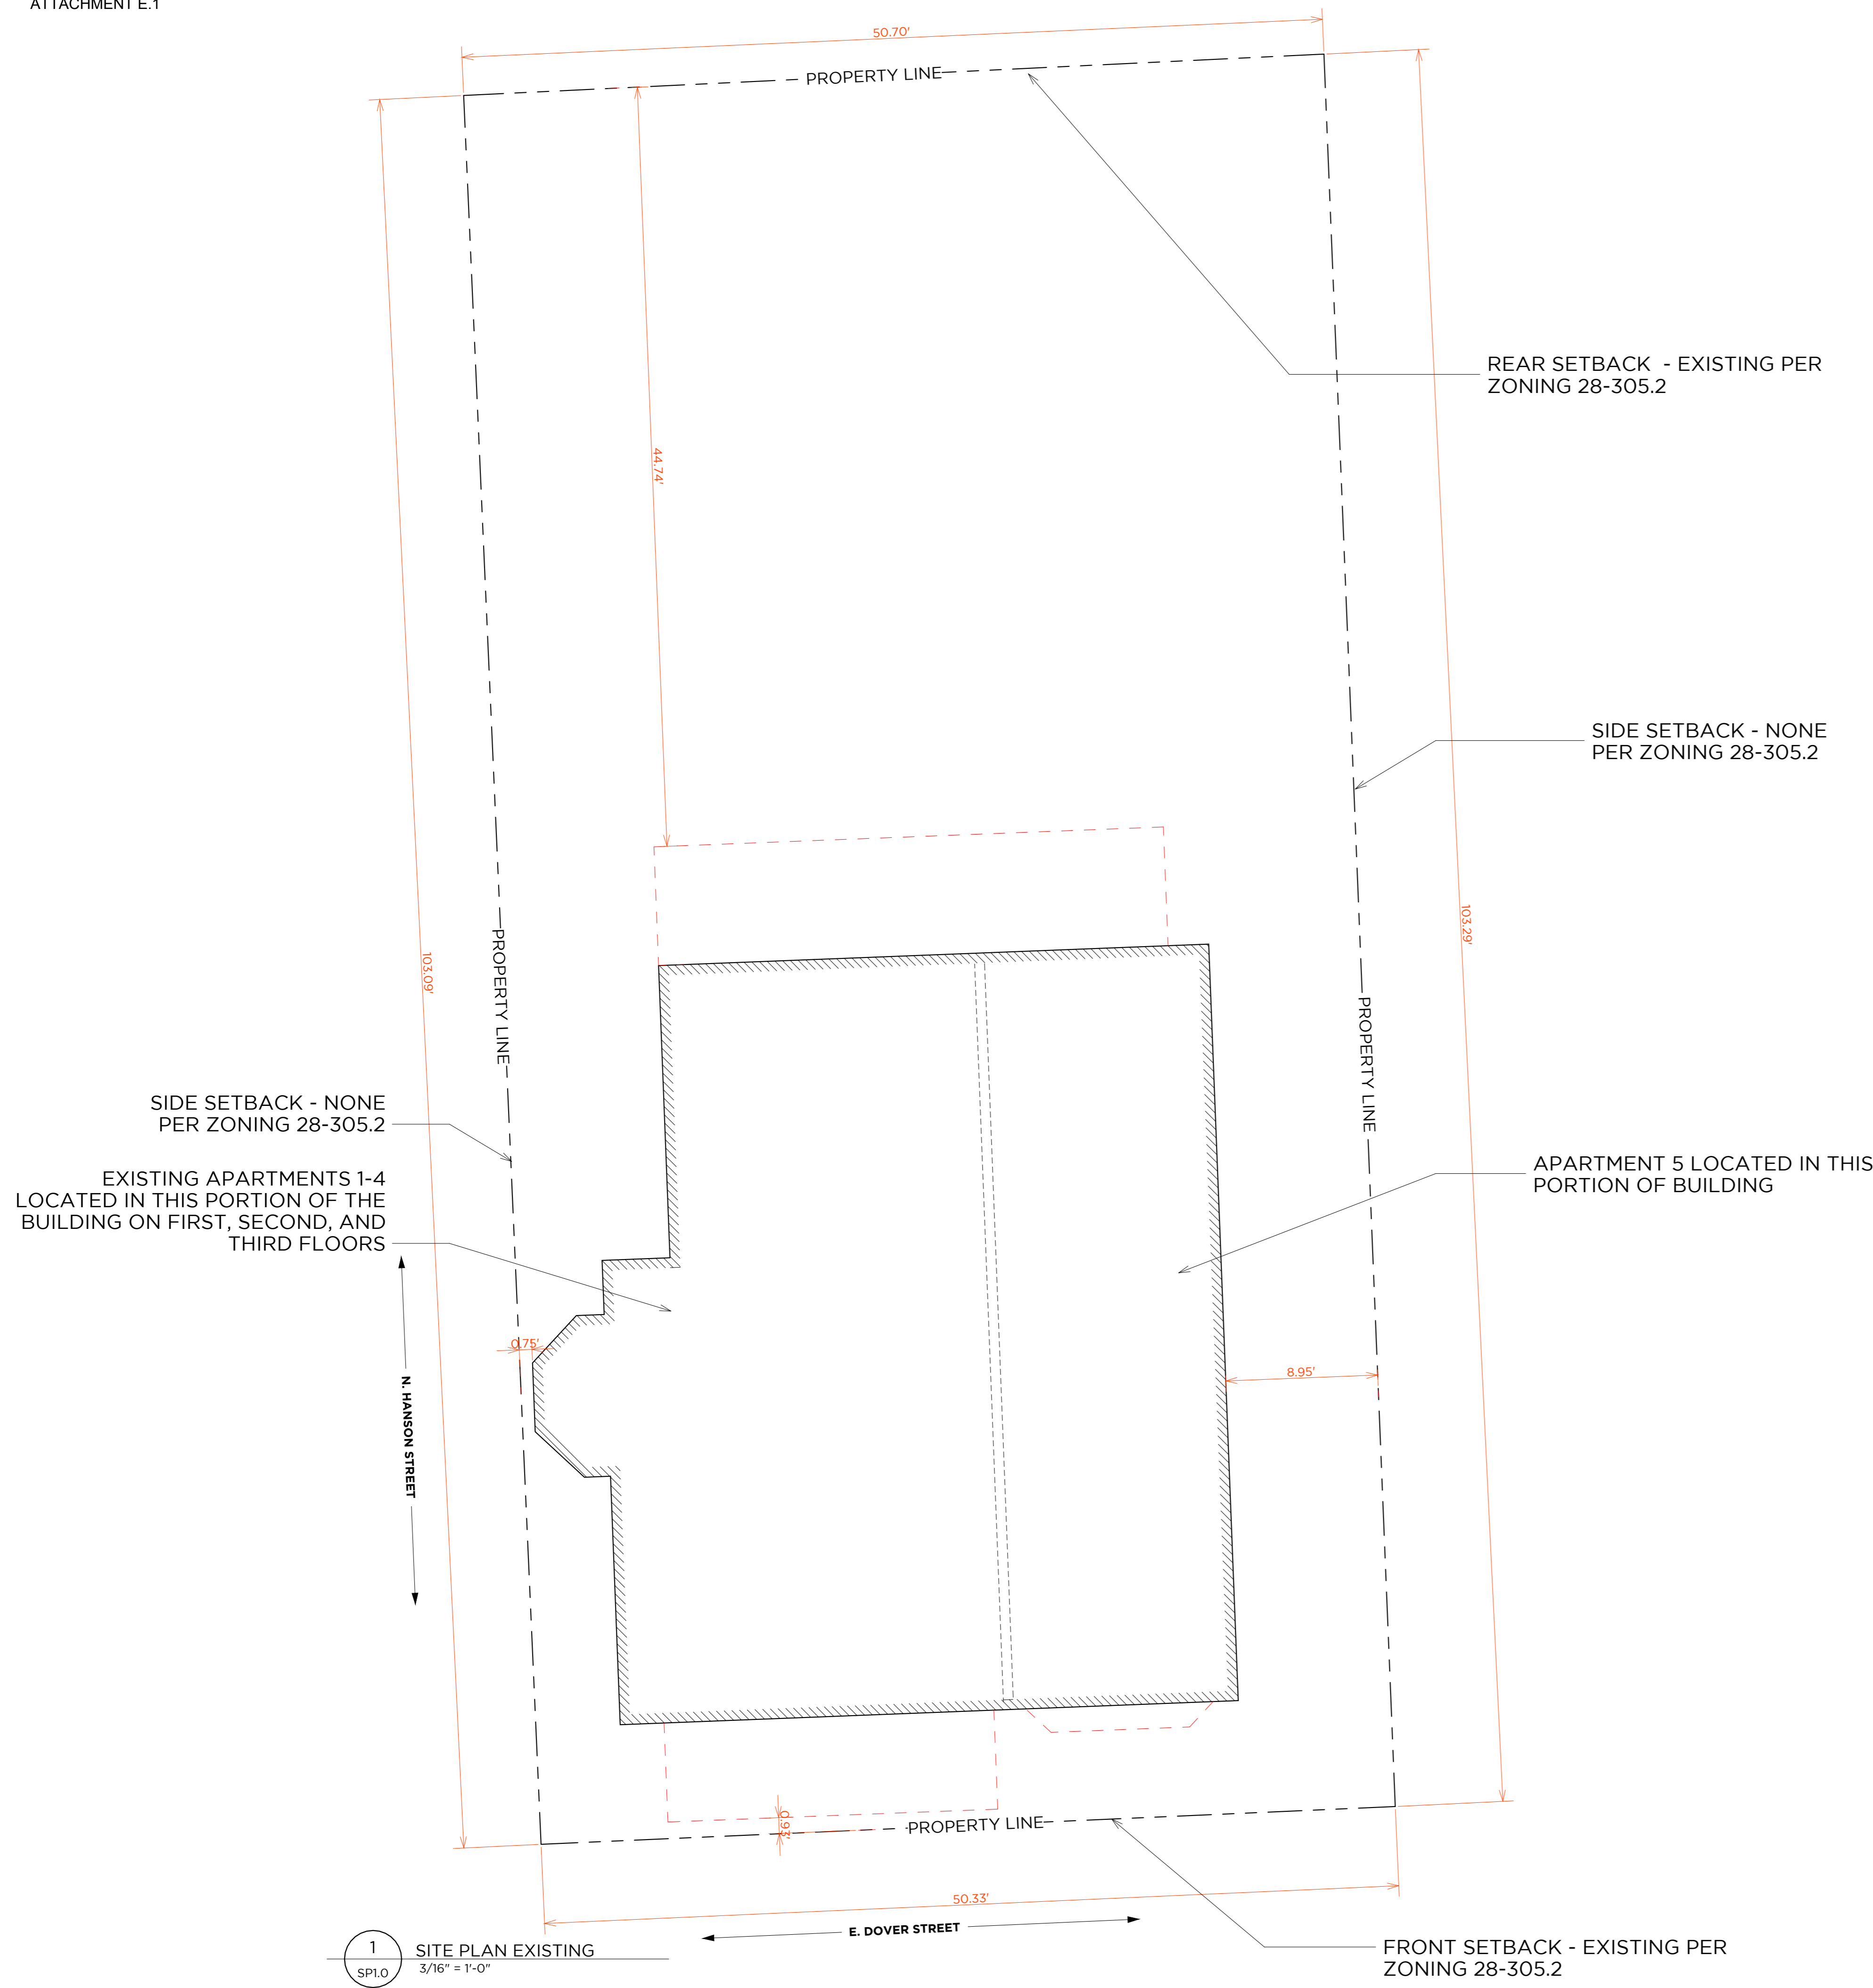 ATTACHMENT E.1
50.70'
PROPERTY LINE
REAR SETBACK - EXISTING PER
ZONING 28-305.2
44.74'
SIDE SETBACK - NONE
PER ZONING 28-305.2
103.29'
103.09'
PROPERTY LINE
PROPERTY LINE
SIDE SETBACK - NONE
PER ZONING 28-305.2
EXISTING APARTMENTS 1-4
LOCATED IN THIS PORTION OF THE
BUILDING ON FIRST, SECOND, AND
THIRD FLOORS
APARTMENT 5 LOCATED IN THIS
PORTION OF BUILDING
0.75'
8.95'
N. HANSON STREET
0.93'
PROPERTY LINE
50.33'
E. DOVER STREET
1
SP1.0
SITE PLAN EXISTING
3/16" = 1'-0"
FRONT SETBACK - EXISTING PER
ZONING 28-305.2